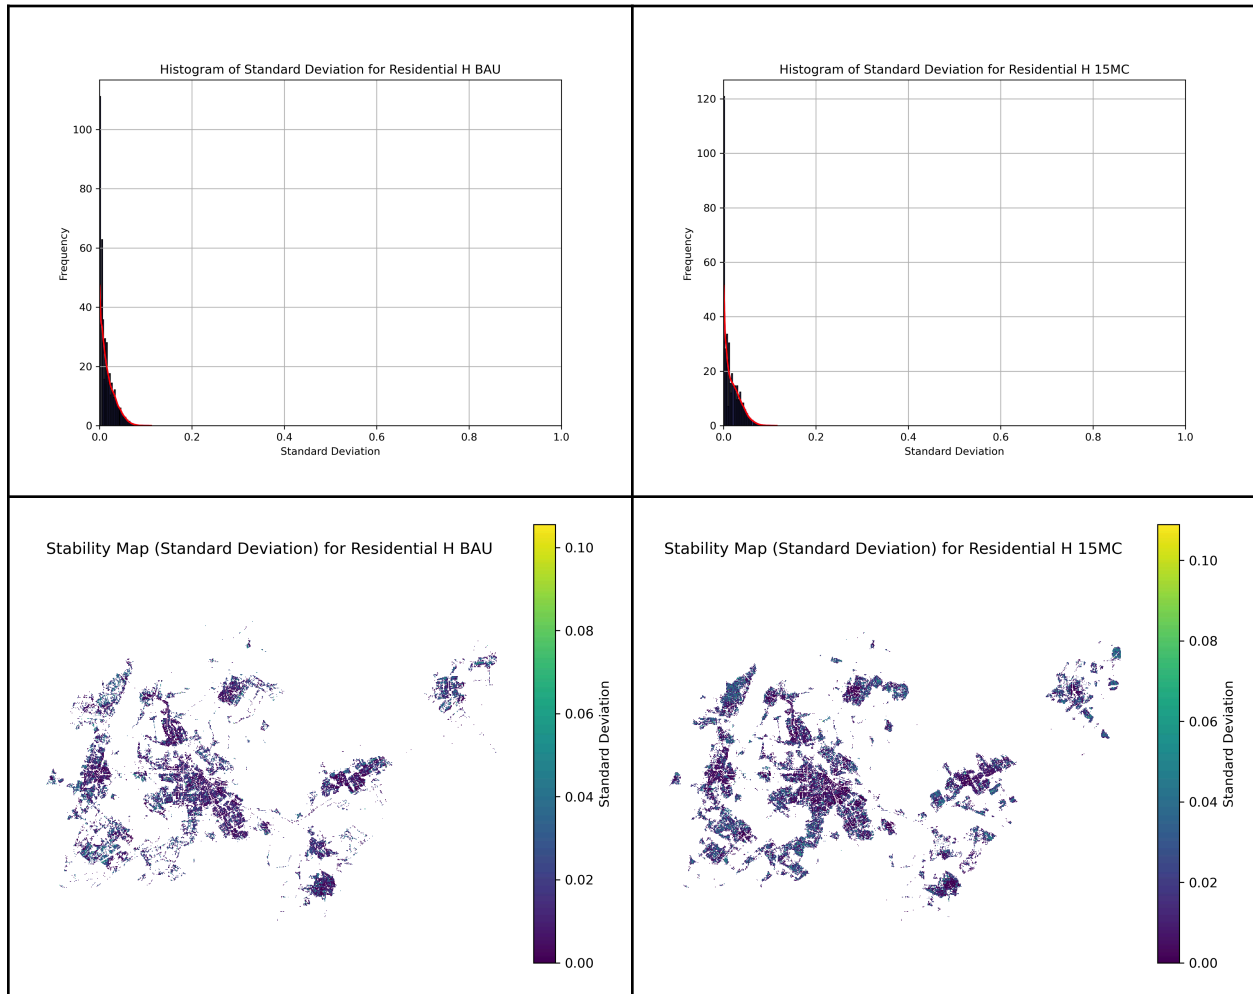 Histogram of Standard Deviation for Residential H BAU
100
80
60
40
20
0
Frequency
0.0 0.2 0.4 0.6 0.8 1.0
Standard Deviation
Histogram of Standard Deviation for Residential H 15MC
120
100
80
60
40
20
0
Frequency
0.0 0.2 0.4 0.6 0.8 1.0
Standard Deviation
Stability Map (Standard Deviation) for Residential H BAU
0.10
0.08
0.06
0.04
0.02
0.00
Standard Deviation
Stability Map (Standard Deviation) for Residential H 15MC
0.10
0.08
0.06
0.04
0.02
0.00
Standard Deviation